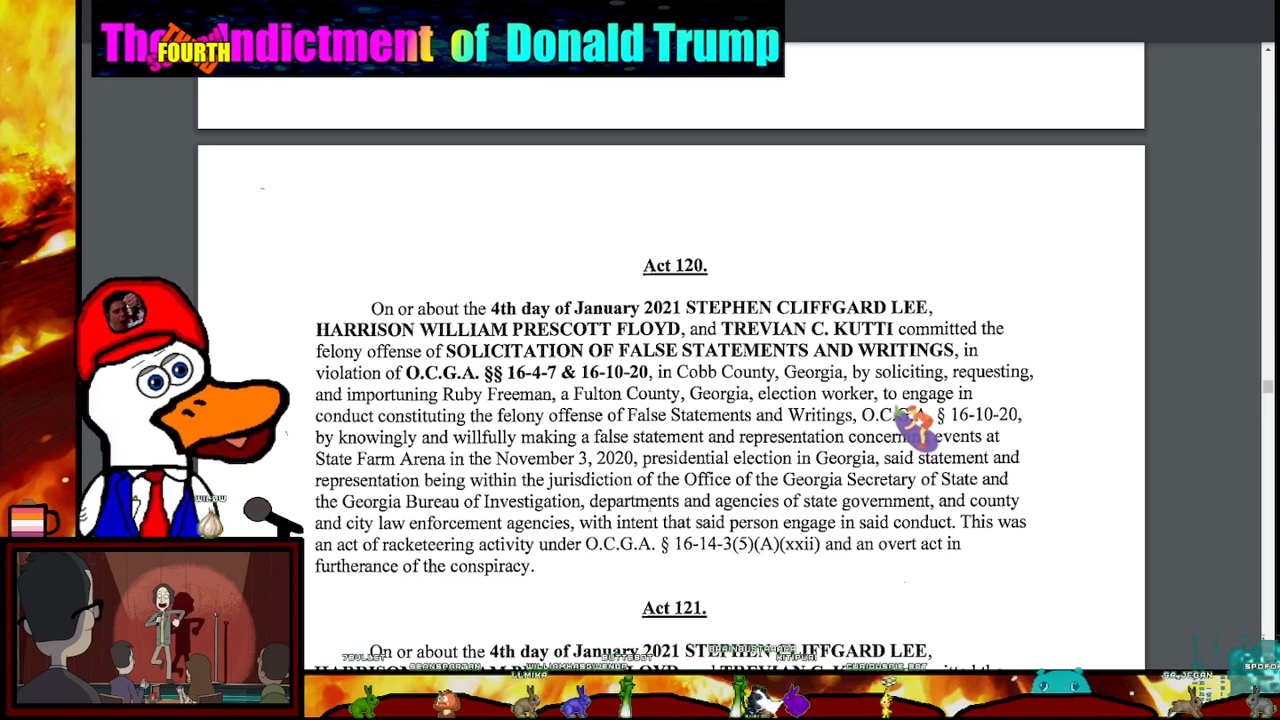 The Indictment of Donald Trump
FOURTH
Act 120.
On or about the 4th day of January 2021 STEPHEN CLIFFGARD LEE,
HARRISON WILLIAM PRESCOTT FLOYD, and TREVIAN C. KUTTI committed the
felony offense of SOLICITATION OF FALSE STATEMENTS AND WRITINGS, in
violation of O.C.G.A. §§ 16-4-7 & 16-10-20, in Cobb County, Georgia, by soliciting, requesting,
and importuning Ruby Freeman, a Fulton County, Georgia, election worker, to engage in
conduct constituting the felony offense of False Statements and Writings, O.C.G.A. § 16-10-20,
by knowingly and willfully making a false statement and representation concerning events at
State Farm Arena in the November 3, 2020, presidential election in Georgia, said statement and
representation being within the jurisdiction of the Office of the Georgia Secretary of State and
the Georgia Bureau of Investigation, departments and agencies of state government, and county
and city law enforcement agencies, with intent that said person engage in said conduct. This was
an act of racketeering activity under O.C.G.A. § 16-14-3(5)(A)(xxii) and an overt act in
furtherance of the conspiracy.
Act 121.
On or about the 4th day of January 2021 STEPHEN CLIFFGARD LEE,
LLMIKA